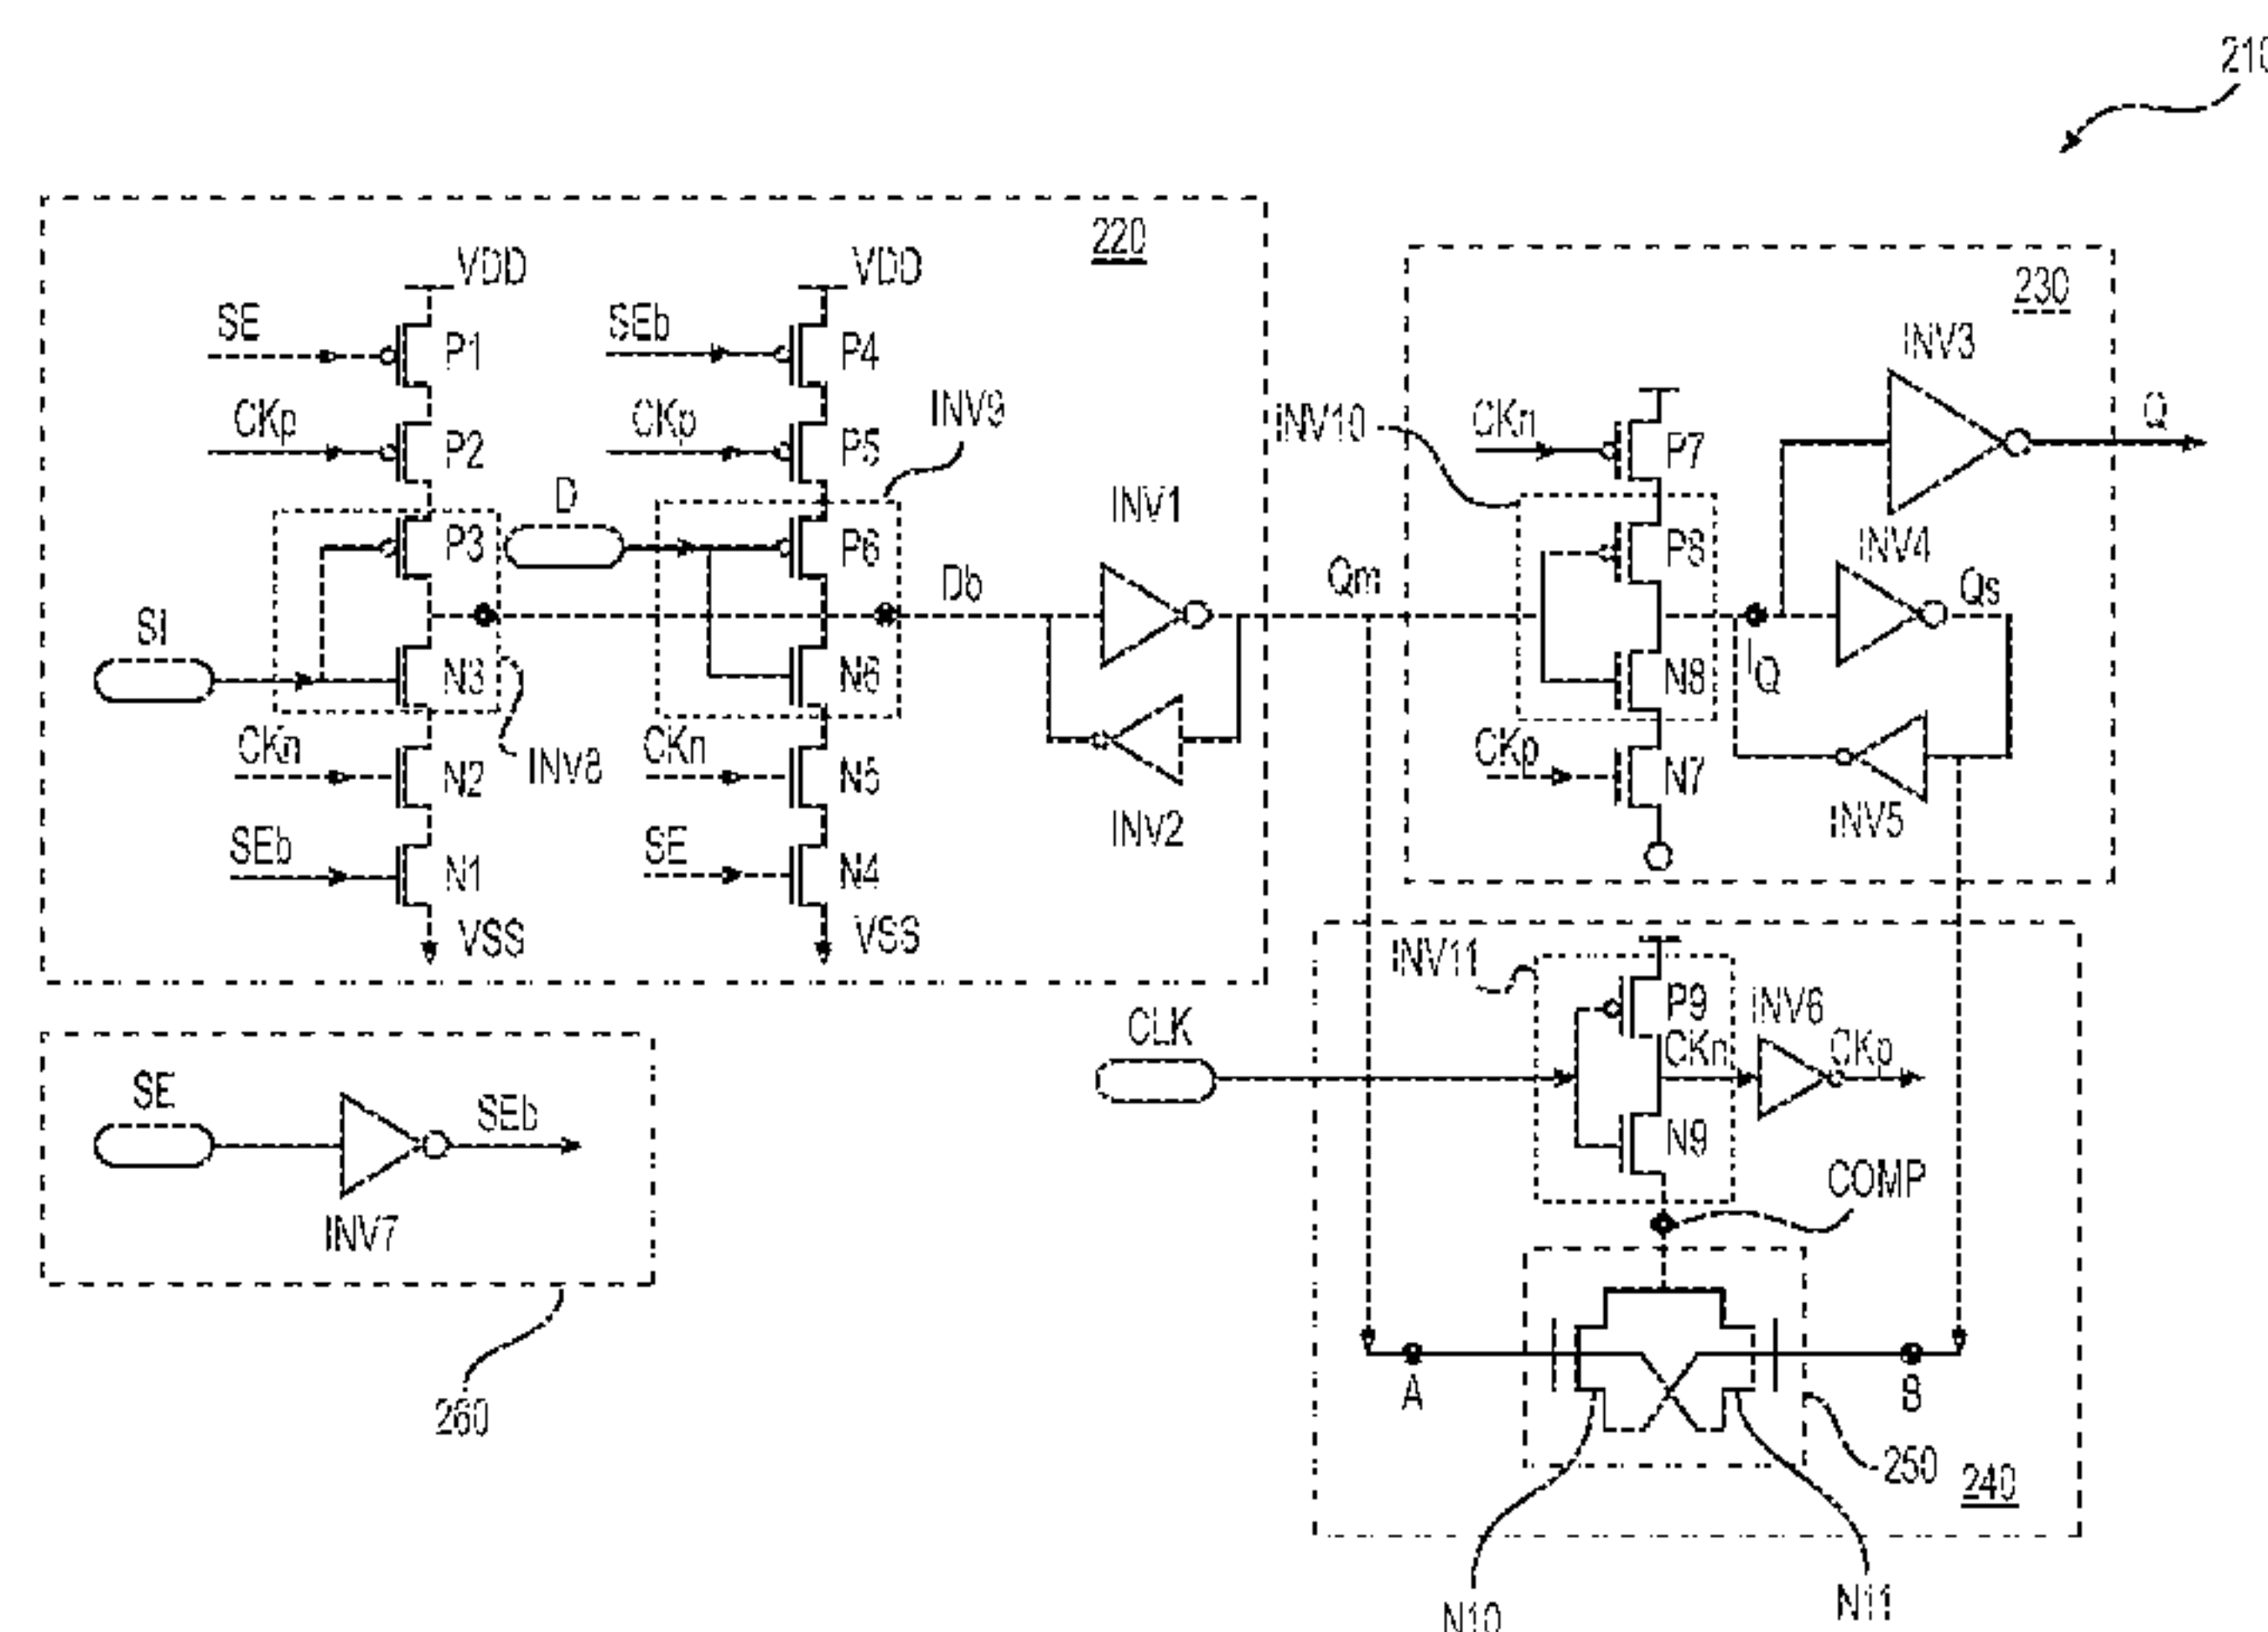 210
220
VDD
VDD
230
SE
P1
SEb
P4
INV3
CKp
P2
CKp
P5
INV9
INV10
CKn
P7
Q
D
INV1
P3
P6
P8
INV4
Db
Qm
Qs
SI
N3
N6
N8
IQ
CKn
N2
INV8
CKn
N5
CKp
N7
INV2
INV5
SEb
N1
SE
N4
VSS
VSS
INV11
P9
INV6
CLK
CKn
CKp
SE
SEb
N9
COMP
INV7
260
A
B
250
240
N10
N11